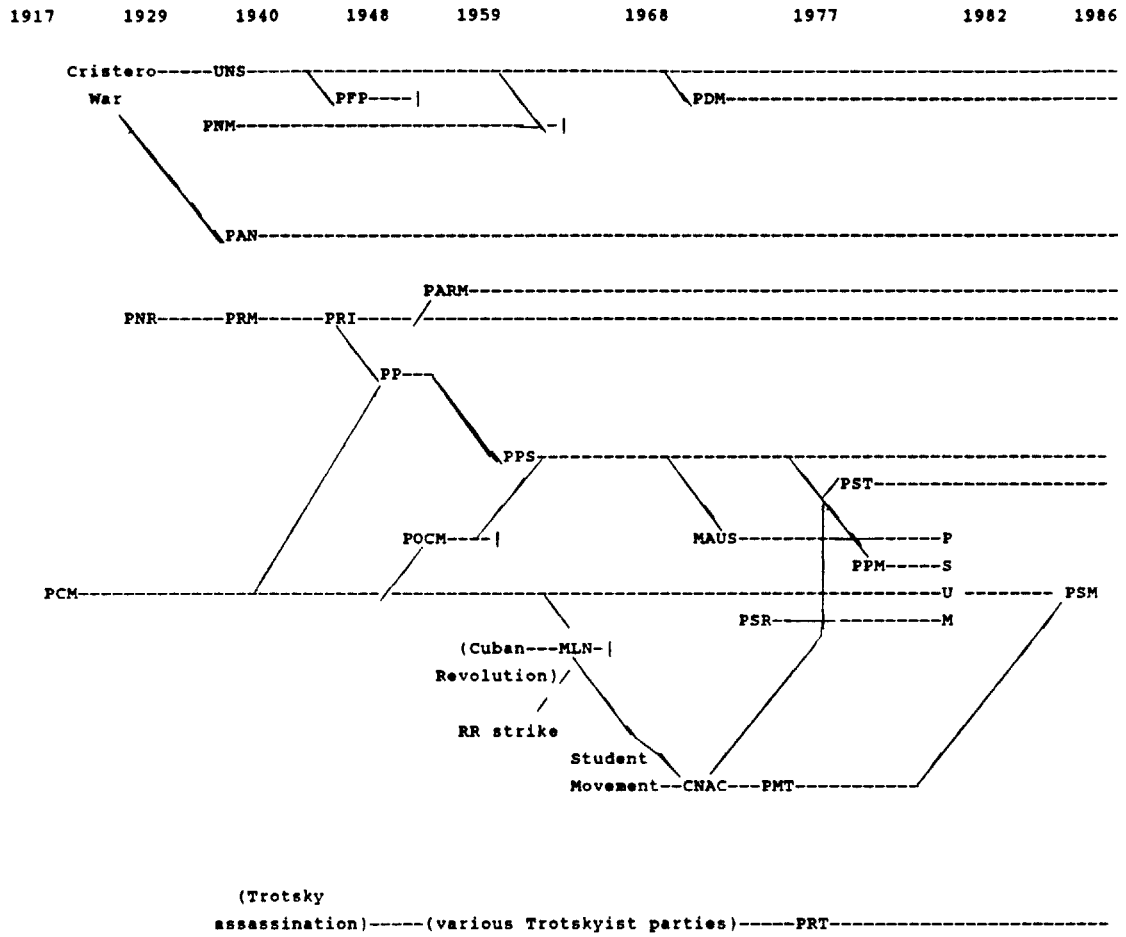 1917 1929 1940 1948 1959 1968 1977 1982 1986
Cristero-----UNS
War PFP PDM
PNM
PAN
PARM
PNR PRM PRI
PP
PPS
PST
POCM MAUS P
PPM S
PCM U PSM
PSR M
(Cuban---MLN
Revolution)
RR strike
Student
Movement--CNAC---PMT
(Trotsky
assassination)-----(various Trotskyist parties)-----PRT